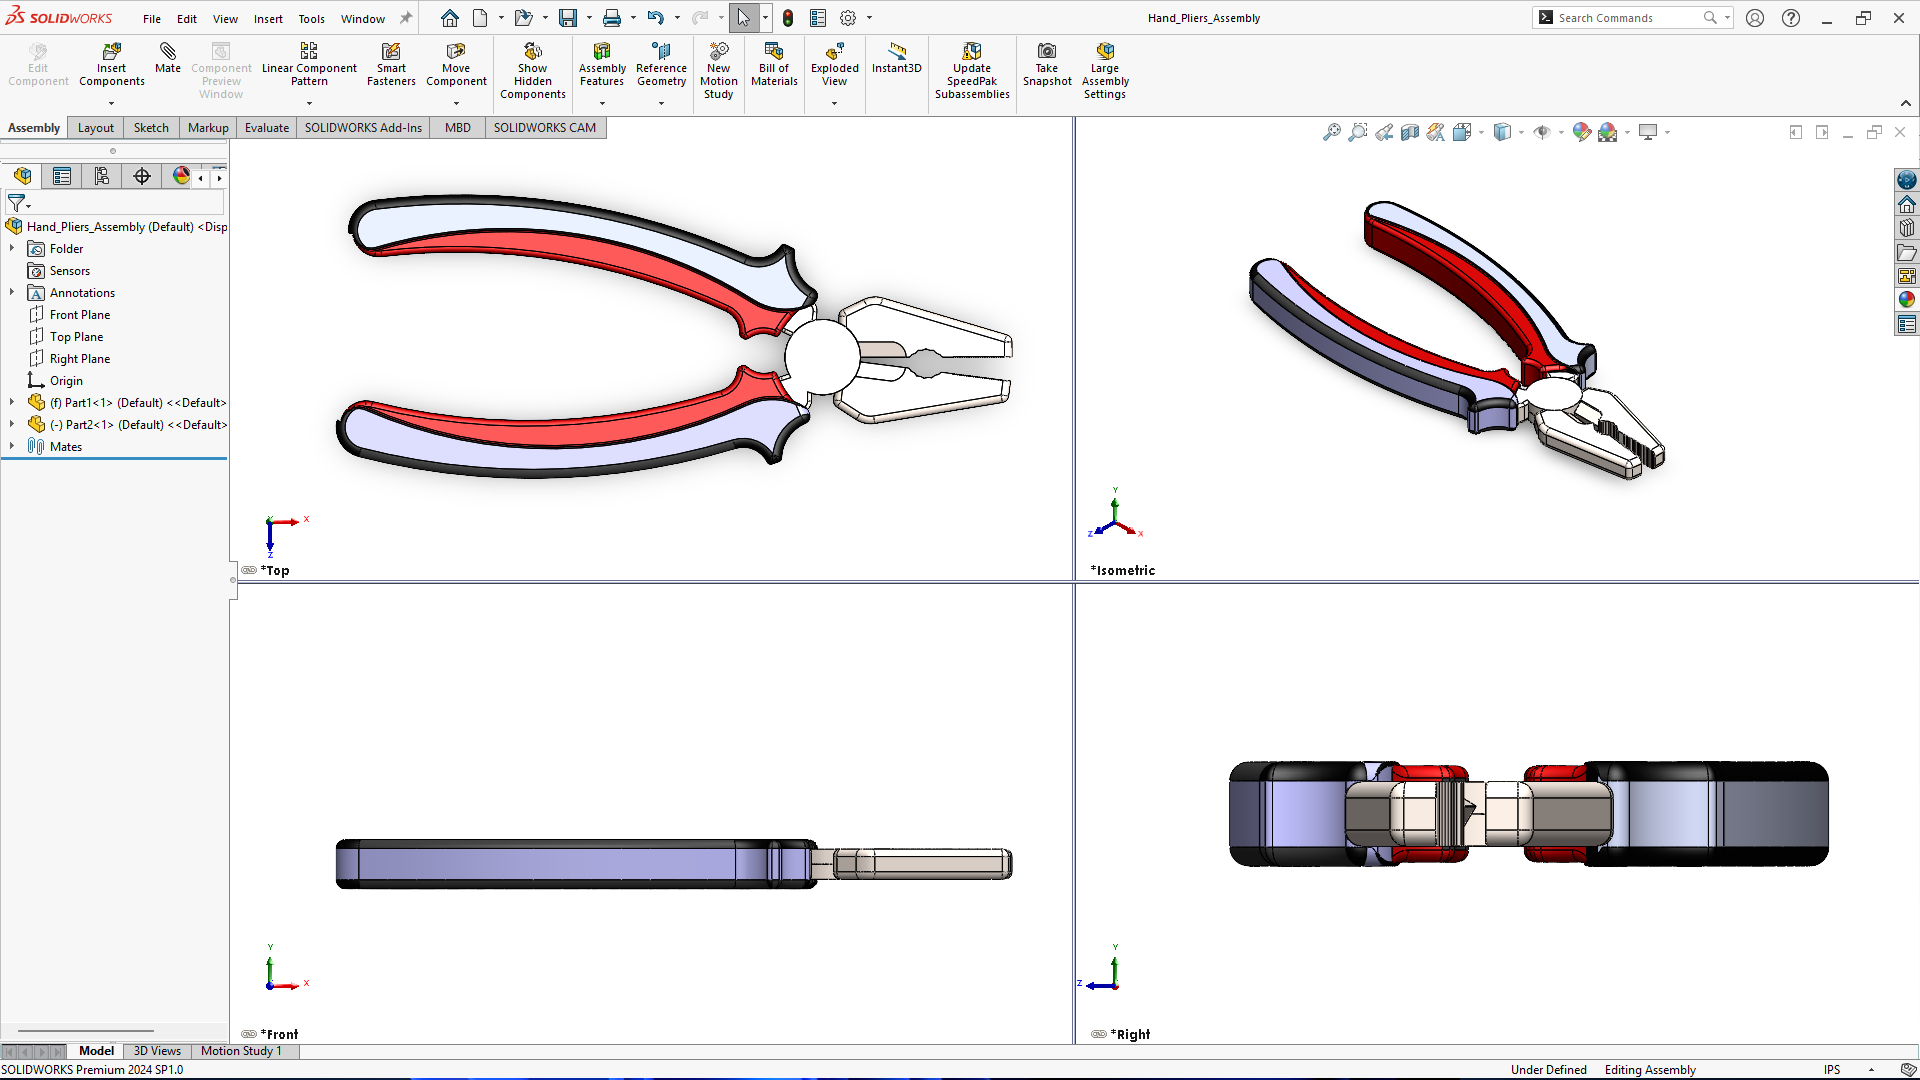 SOLIDWORKS File Edit View Insert Tools Window Hand_Pliers_Assembly Search Commands
Edit Component
Insert Components
Mate
Component Preview Window
Linear Component Pattern
Smart Fasteners
Move Component
Show Hidden Components
Assembly Features
Reference Geometry
New Motion Study
Bill of Materials
Exploded View
Instant3D
Update SpeedPak Subassemblies
Take Snapshot
Large Assembly Settings
Assembly Layout Sketch Markup Evaluate SOLIDWORKS Add-Ins MBD SOLIDWORKS CAM
Hand_Pliers_Assembly (Default) <Disp
Folder
Sensors
Annotations
Front Plane
Top Plane
Right Plane
Origin
(f) Part1<1> (Default) <<Default>
(-) Part2<1> (Default) <<Default>
Mates
Y X
Z
*Top
Y
Z X
*Isometric
Y
X
*Front
Y
Z
*Right
Model 3D Views Motion Study 1
SOLIDWORKS Premium 2024 SP1.0 Under Defined Editing Assembly IPS